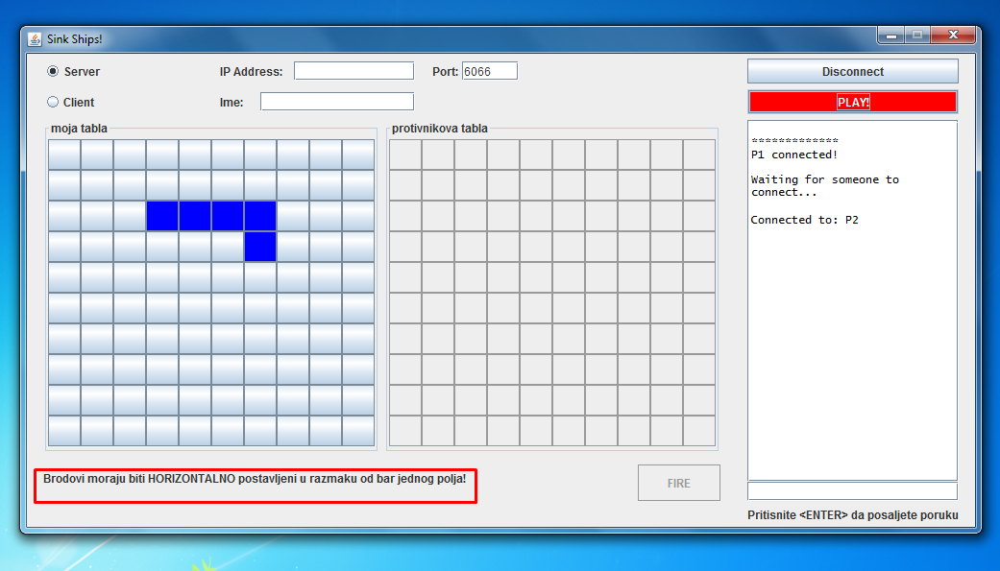 Sink Ships!
Server
IP Address:
Port:
6066
Disconnect
Client
Ime:
PLAY!
moja tabla
protivnikova tabla
*************
P1 connected!
Waiting for someone to
connect...
Connected to: P2
Brodovi moraju biti HORIZONTALNO postavljeni u razmaku od bar jednog polja!
FIRE
Pritisnite <ENTER> da posaljete poruku